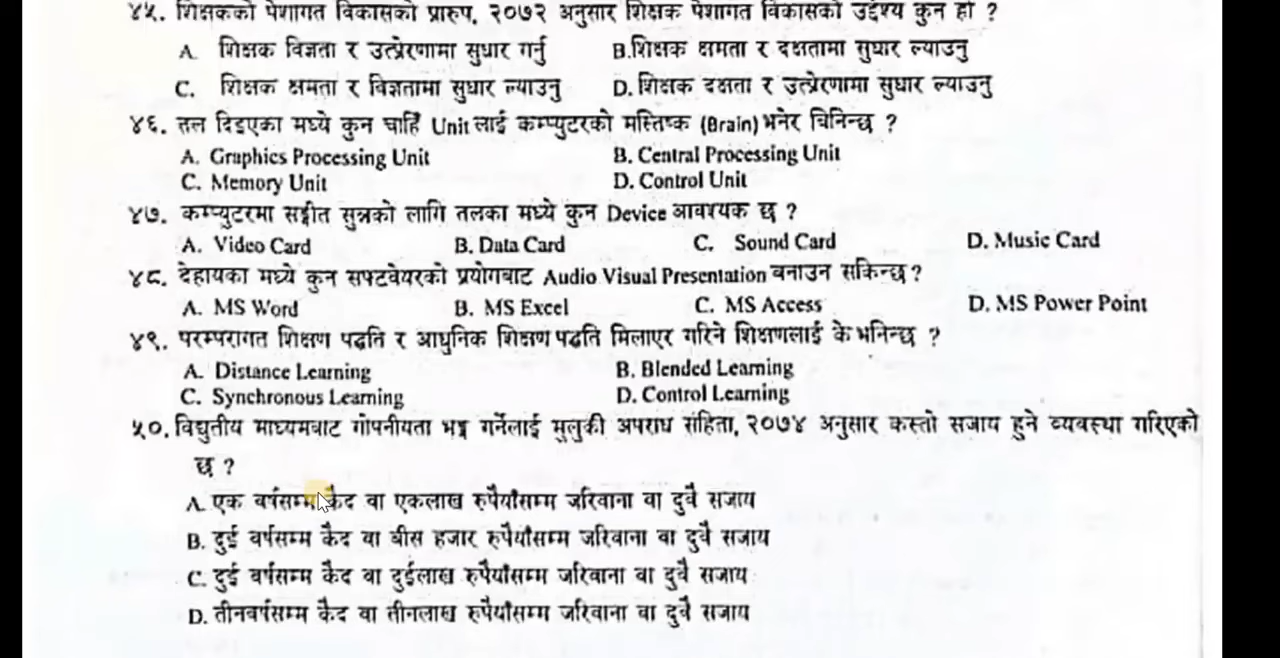 ४५. शिक्षकको पेशागत विकासको प्रारुप, २०७२ अनुसार शिक्षक पेशागत विकासको उद्देश्य कुन हो ?
A. शिक्षक विज्ञता र उत्प्रेरणामा सुधार गर्नु B.शिक्षक क्षमता र दक्षतामा सुधार ल्याउनु
C. शिक्षक क्षमता र विज्ञतामा सुधार ल्याउनु D. शिक्षक दक्षता र उत्प्रेरणामा सुधार ल्याउनु
४६. तल दिइएका मध्ये कुन चाहिँ Unit लाई कम्प्युटरको मस्तिष्क (Brain) भनेर चिनिन्छ ?
A. Graphics Processing Unit B. Central Processing Unit
C. Memory Unit D. Control Unit
४७. कम्प्युटरमा सङ्गीत सुन्नको लागि तलका मध्ये कुन Device आवश्यक छ ?
A. Video Card B. Data Card C. Sound Card D. Music Card
४८. देहायका मध्ये कुन सफ्टवेयरको प्रयोगबाट Audio Visual Presentation बनाउन सकिन्छ ?
A. MS Word B. MS Excel C. MS Access D. MS Power Point
४९. परम्परागत शिक्षण पद्धति र आधुनिक शिक्षण पद्धति मिलाएर गरिने शिक्षणलाई के भनिन्छ ?
A. Distance Learning B. Blended Learning
C. Synchronous Learning D. Control Learning
५०. विद्युतीय माध्यमबाट गोपनीयता भङ्ग गर्नेलाई मुलुकी अपराध संहिता, २०७४ अनुसार कस्तो सजाय हुने व्यवस्था गरिएको
छ ?
A. एक वर्षसम्म कैद वा एकलाख रुपैयाँसम्म जरिवाना वा दुवै सजाय
B. दुई वर्षसम्म कैद वा बीस हजार रुपैयाँसम्म जरिवाना वा दुवै सजाय
C. दुई वर्षसम्म कैद वा दुईलाख रुपैयाँसम्म जरिवाना वा दुवै सजाय
D. तीनवर्षसम्म कैद वा तीनलाख रुपैयाँसम्म जरिवाना वा दुवै सजाय